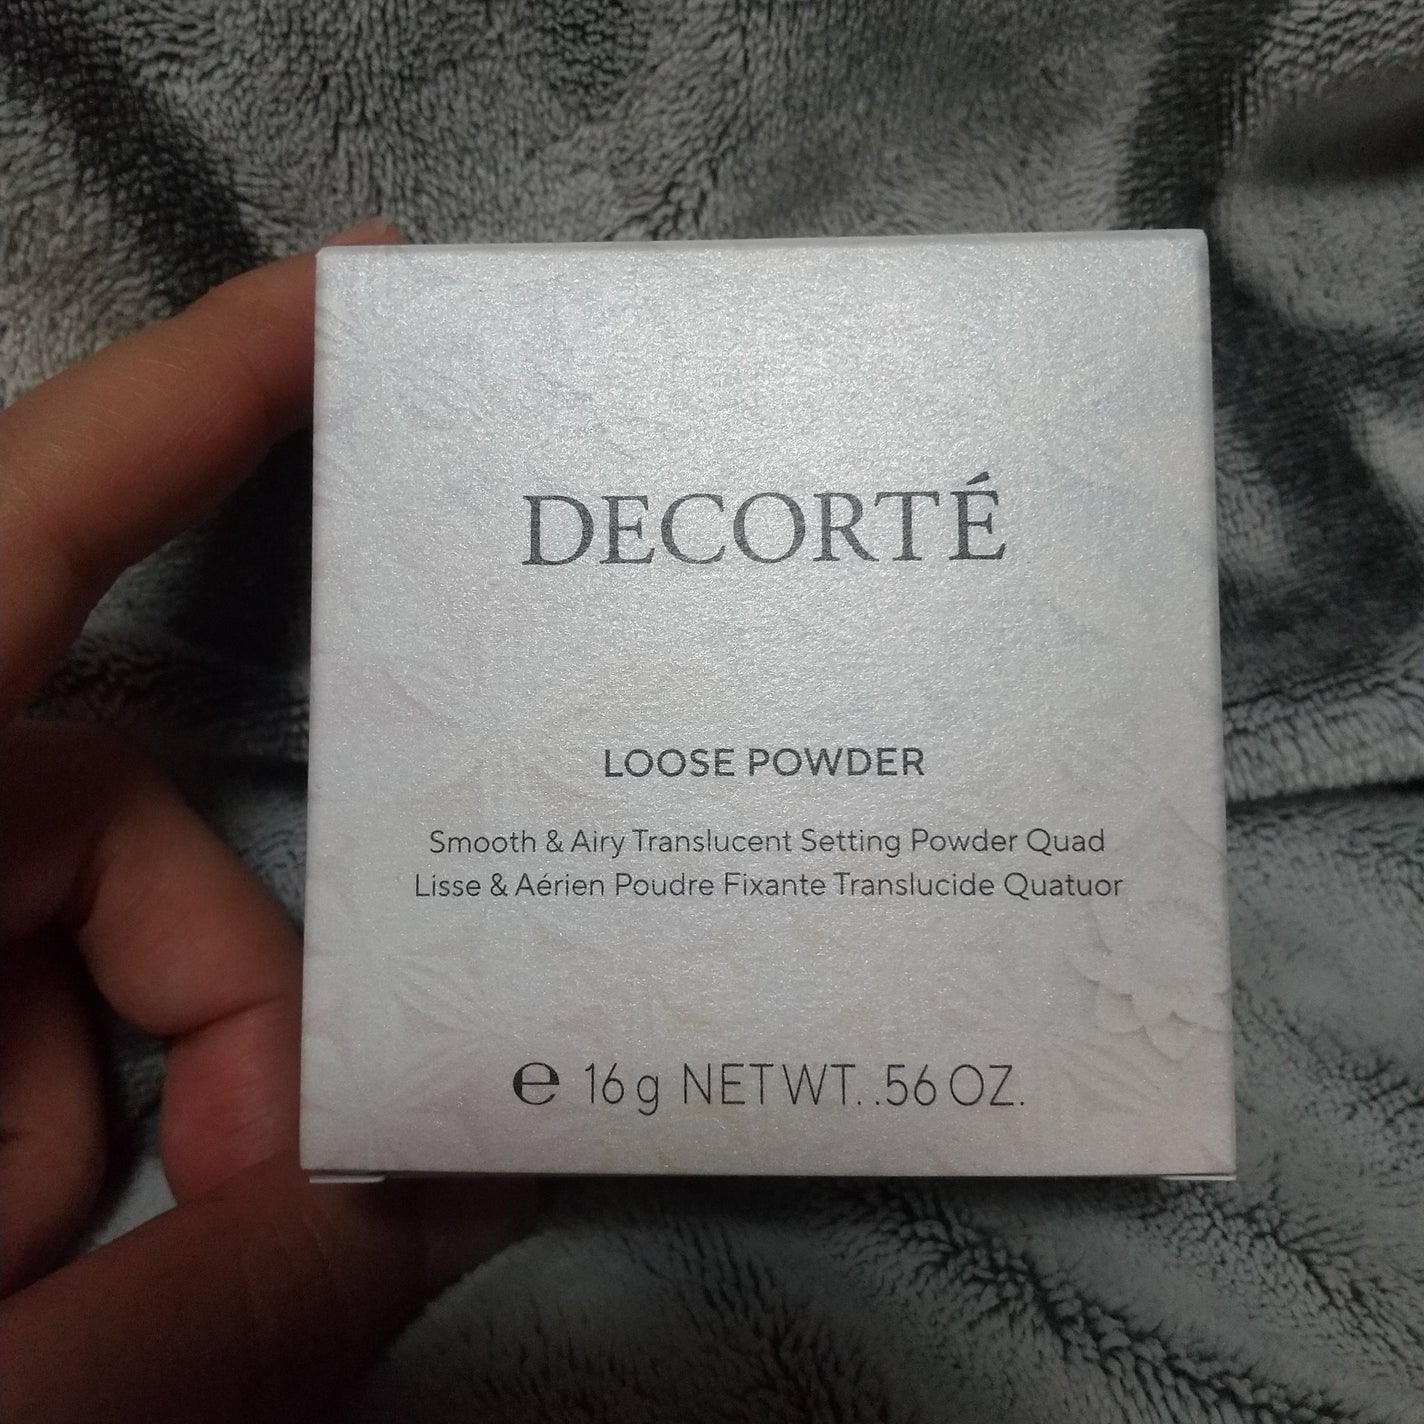 DECORTÉ
LOOSE POWDER
Smooth & Airy Translucent Setting Powder Quad
Lisse & Aérien Poudre Fixante Translucide Quatuor
℮ 16 g NET WT. .56 OZ.